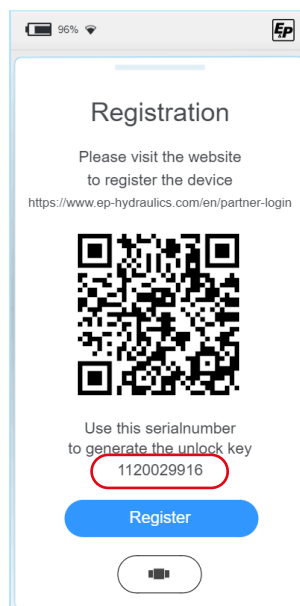 96%
E&P
Registration
Please visit the website
to register the device
https://www.ep-hydraulics.com/en/partner-login
Use this serialnumber
to generate the unlock key
1120029916
Register